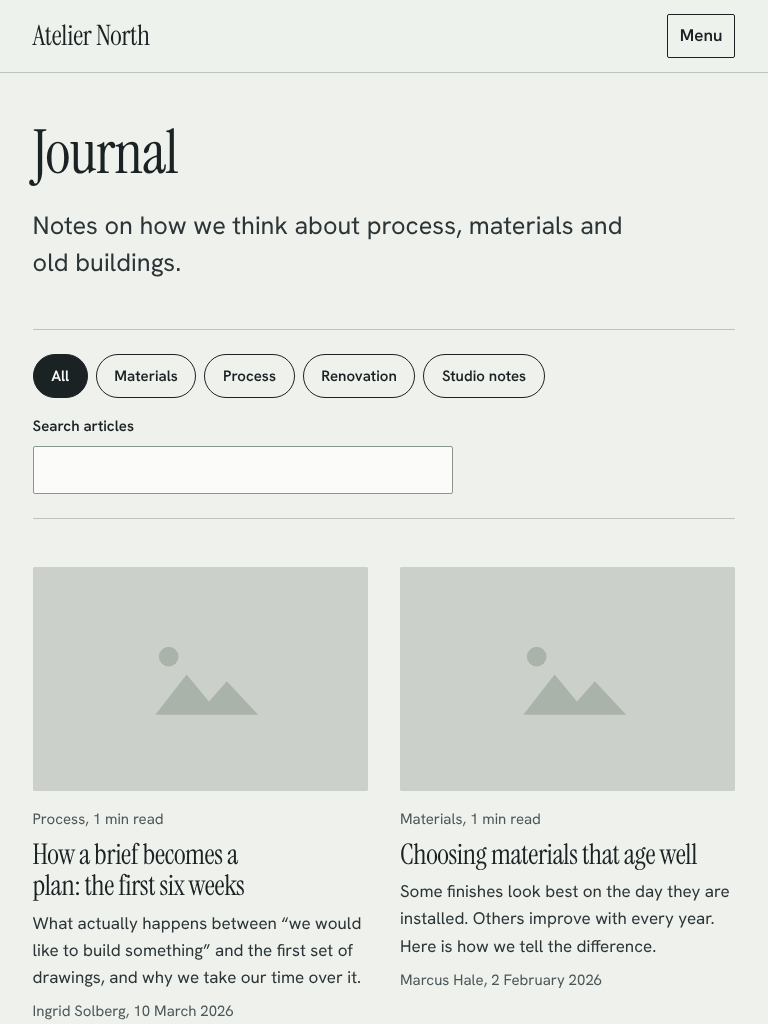 Atelier North
Menu
Journal
Notes on how we think about process, materials and
old buildings.
All
Materials
Process
Renovation
Studio notes
Search articles
Process, 1 min read
How a brief becomes a
plan: the first six weeks
What actually happens between “we would
like to build something” and the first set of
drawings, and why we take our time over it.
Ingrid Solberg, 10 March 2026
Materials, 1 min read
Choosing materials that age well
Some finishes look best on the day they are
installed. Others improve with every year.
Here is how we tell the difference.
Marcus Hale, 2 February 2026